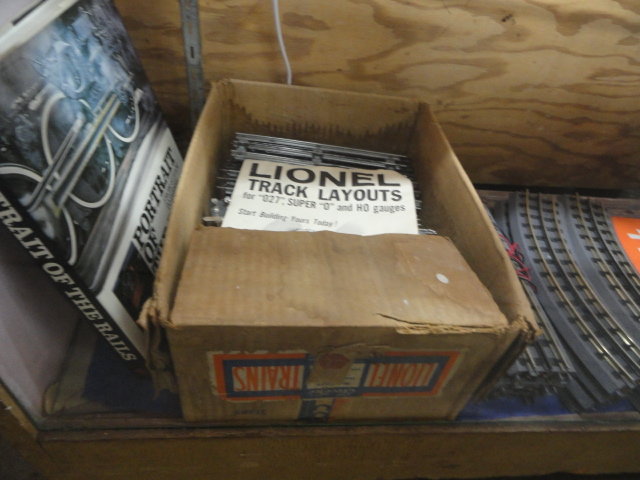 PORTRAIT
OF
TRAIT OF THE RAILS
LIONEL
TRACK LAYOUTS
for "027", SUPER "O" and HO gauges
Start Building Yours Today!
LIONEL TRAINS